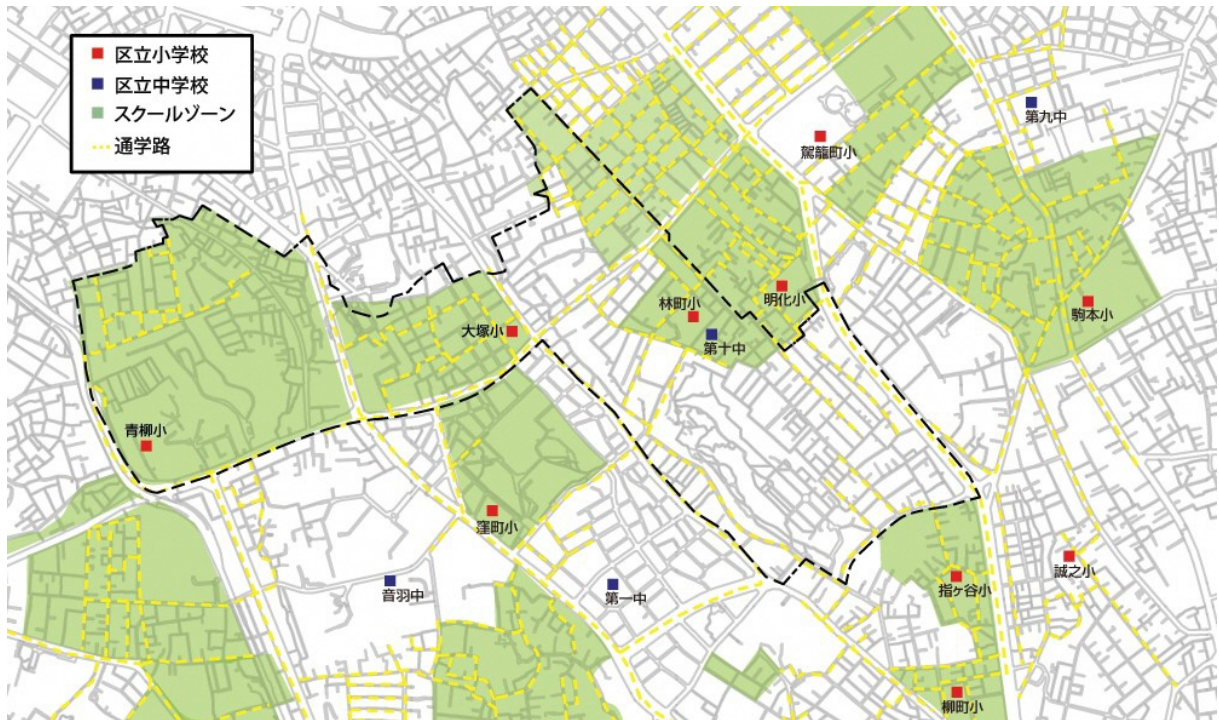 区立小学校
区立中学校
スクールゾーン
通学路
第九中
駕籠町小
林町小
明化小
駒本小
大塚小
第十中
青柳小
窪町小
誠之小
指ヶ谷小
音羽中
第一中
柳町小